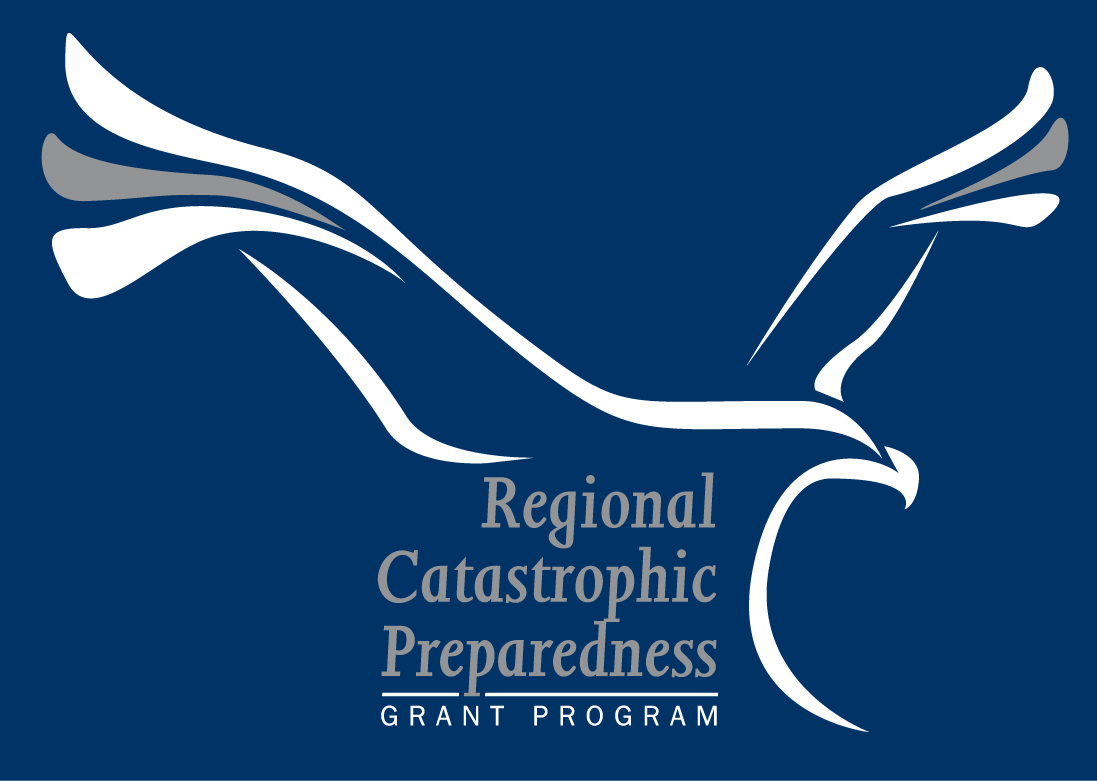 Regional
Catastrophic
Preparedness
GRANT PROGRAM